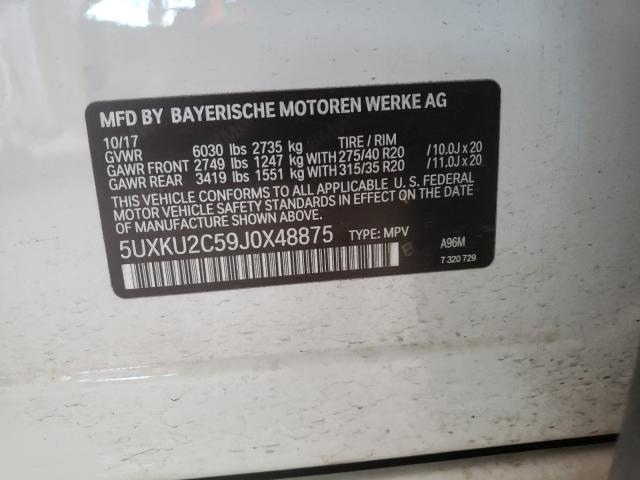 MFD BY BAYERISCHE MOTOREN WERKE AG
10/17
GVWR 6030 lbs 2735 kg TIRE / RIM
GAWR FRONT 2749 lbs 1247 kg WITH 275/40 R20 /10.0J x 20
GAWR REAR 3419 lbs 1551 kg WITH 315/35 R20 /11.0J x 20
THIS VEHICLE CONFORMS TO ALL APPLICABLE U. S. FEDERAL
MOTOR VEHICLE SAFETY STANDARDS IN EFFECT ON THE DATE
OF MANUFACTURE SHOWN ABOVE.
5UXKU2C59J0X48875 TYPE: MPV A96M
7 320 729